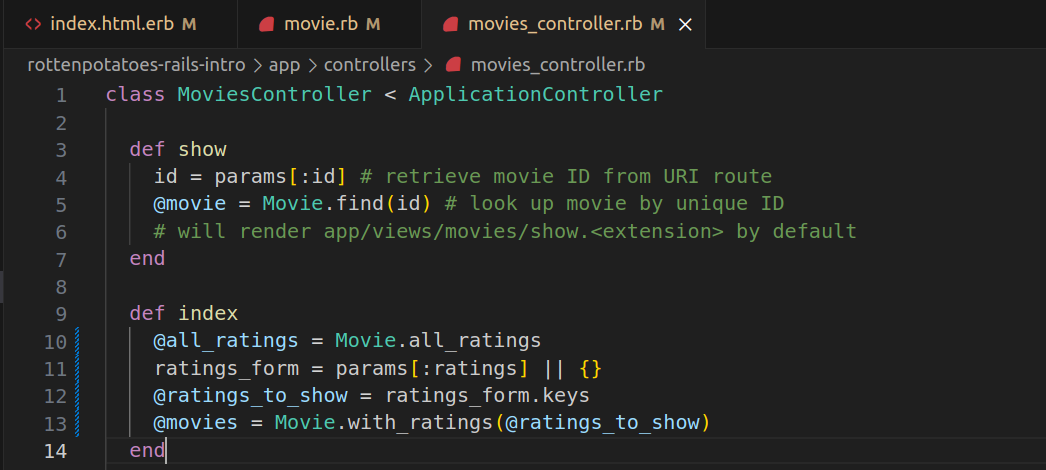 index.html.erb M movie.rb M movies_controller.rb M
rottenpotatoes-rails-intro > app > controllers > movies_controller.rb
1 class MoviesController < ApplicationController
2
3 def show
4 id = params[:id] # retrieve movie ID from URI route
5 @movie = Movie.find(id) # look up movie by unique ID
6 # will render app/views/movies/show.<extension> by default
7 end
8
9 def index
10 @all_ratings = Movie.all_ratings
11 ratings_form = params[:ratings] || {}
12 @ratings_to_show = ratings_form.keys
13 @movies = Movie.with_ratings(@ratings_to_show)
14 end